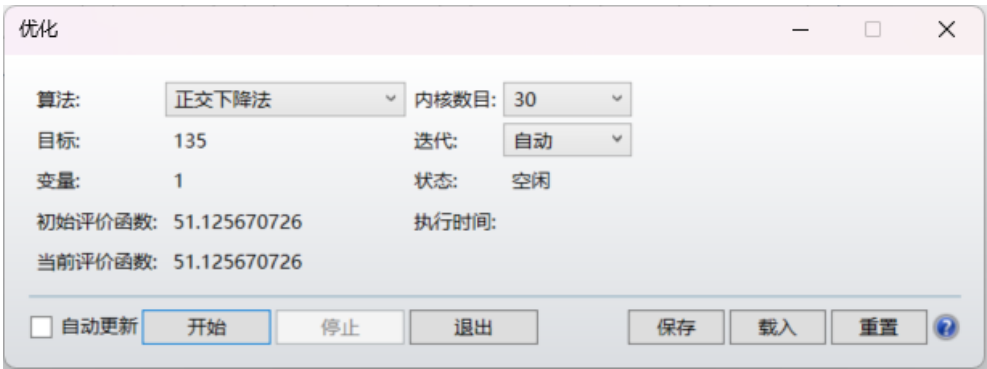 优化
算法: 正交下降法 内核数目: 30
目标: 135 迭代: 自动
变量: 1 状态: 空闲
初始评价函数: 51.125670726 执行时间:
当前评价函数: 51.125670726
自动更新 开始 停止 退出 保存 载入 重置 ?